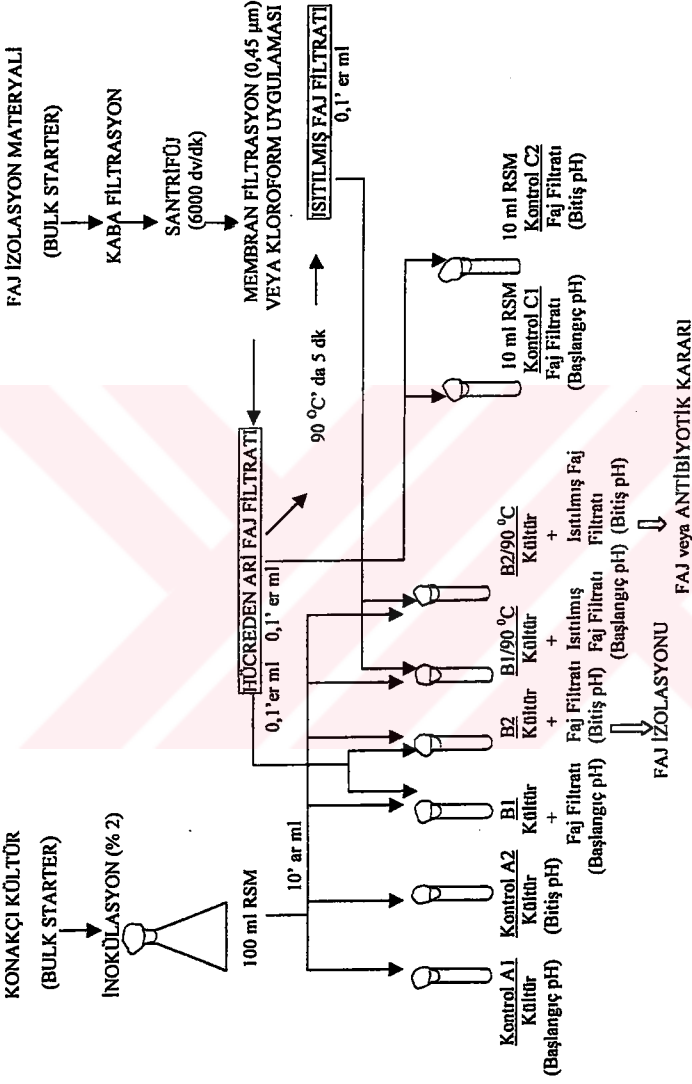 KONAKÇI KÜLTÜR
(BULK STARTER)
İNOKÜLASYON (% 2)
100 ml RSM
10' ar ml
FAJ İZOLASYON MATERYALİ
(BULK STARTER)
KABA FİLTRASYON
SANTRİFÜJ
(6000 dv/dk)
MEMBRAN FİLTRASYON (0,45 µm)
VEYA KLOROFORM UYGULAMASI
HÜCREDEN ARİ FAJ FİLTRATI
0,1'er ml
0,1' er ml
90 ⁰C' da 5 dk
ISITILMIŞ FAJ FİLTRATI
0,1' er ml
Kontrol A1
Kültür
(Başlangıç pH)
Kontrol A2
Kültür
(Bitiş pH)
B1
Kültür
+
Faj Filtratı
(Başlangıç pH)
B2
Kültür
+
Faj Filtratı
(Bitiş pH)
B1/90 ⁰C
Kültür
+
Isıtılmış
Faj Filtratı
(Başlangıç pH)
B2/90 ⁰C
Kültür
+
Isıtılmış Faj
Filtratı
(Bitiş pH)
10 ml RSM
Kontrol C1
Faj Filtratı
(Başlangıç pH)
10 ml RSM
Kontrol C2
Faj Filtratı
(Bitiş pH)
FAJ İZOLASYONU
FAJ veya ANTİBİYOTİK KARARI